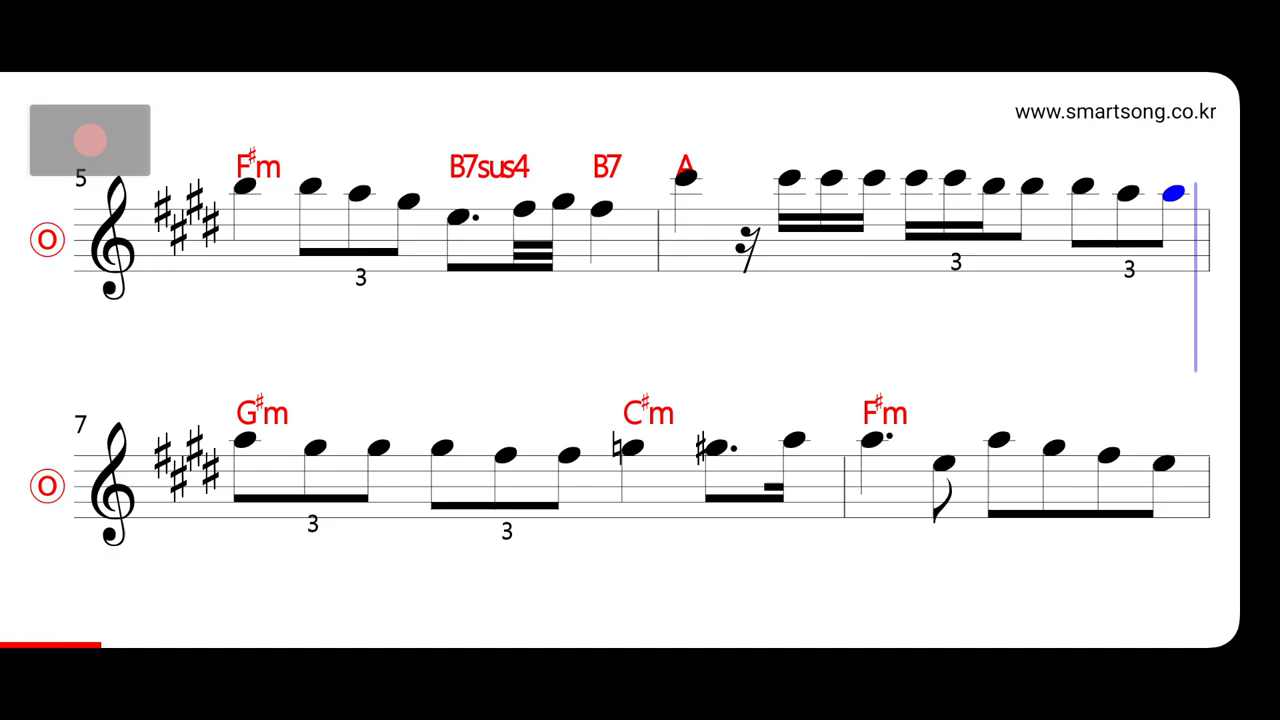 www.smartsong.co.kr
F♯m B7sus4 B7 A
5
O
3 3 3
G♯m C♯m F♯m
7
O
3 3